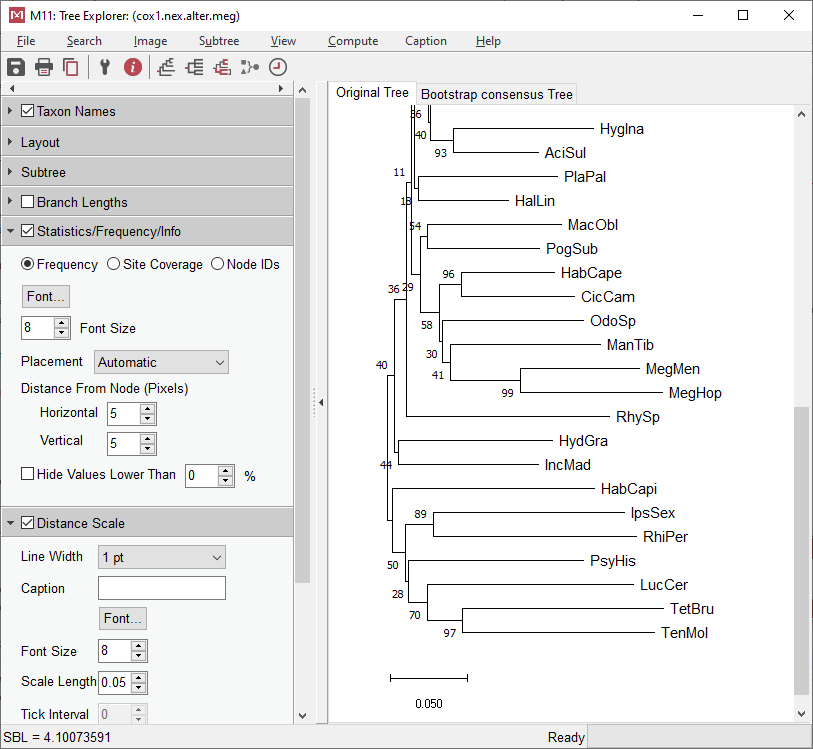 M11: Tree Explorer: (cox1.nex.alter.meg)
File Search Image Subtree View Compute Caption Help
Taxon Names
Layout
Subtree
Branch Lengths
Statistics/Frequency/Info
Frequency Site Coverage Node IDs
Font...
8 Font Size
Placement Automatic
Distance From Node (Pixels)
Horizontal 5
Vertical 5
Hide Values Lower Than 0 %
Distance Scale
Line Width 1 pt
Caption
Font...
Font Size 8
Scale Length 0.05
Tick Interval 0
Original Tree Bootstrap consensus Tree
36
HygIna
40
93 AciSul
11 PlaPal
13 HalLin
54 MacObl
PogSub
96 HabCape
36 29 CicCam
58 OdoSp
30 ManTib
40 41 MegMen
99 MegHop
RhySp
HydGra
44 IncMad
HabCapi
89 IpsSex
RhiPer
50 PsyHis
28 LucCer
70 TetBru
97 TenMol
0.050
SBL = 4.10073591 Ready